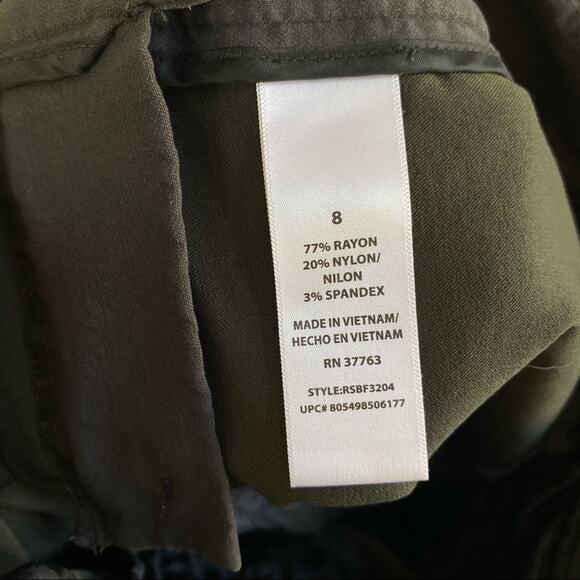 8
77% RAYON
20% NYLON/
NILON
3% SPANDEX
MADE IN VIETNAM/
HECHO EN VIETNAM
RN 37763
STYLE:RSBF3204
UPC# 805498506177